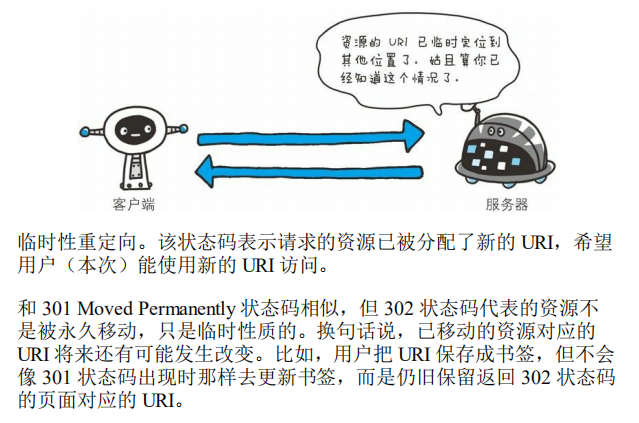 资源的 URI 已临时定位到
其他位置了，姑且算你已
经知道这个情况了。
客户端
服务器
临时性重定向。该状态码表示请求的资源已被分配了新的 URI，希望
用户（本次）能使用新的 URI 访问。
和 301 Moved Permanently 状态码相似，但 302 状态码代表的资源不
是被永久移动，只是临时性质的。换句话说，已移动的资源对应的
URI 将来还有可能发生改变。比如，用户把 URI 保存成书签，但不会
像 301 状态码出现时那样去更新书签，而是仍旧保留返回 302 状态码
的页面对应的 URI。